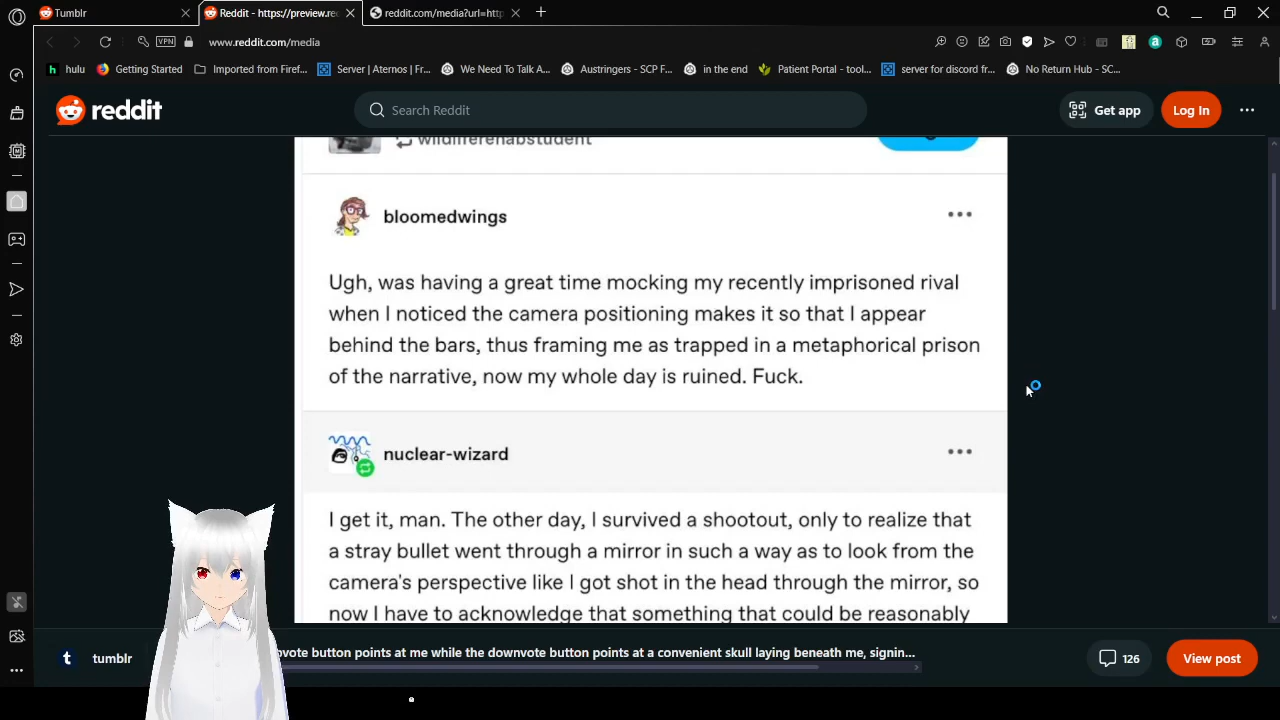 Tumblr
Reddit - https://preview.re
reddit.com/media?url=http
VPN
www.reddit.com/media
hulu
Getting Started
Imported from Firef...
Server | Aternos | Fr...
We Need To Talk A...
Austringers - SCP F...
in the end
Patient Portal - tool...
server for discord fr...
No Return Hub - SC...
reddit
Search Reddit
Get app
Log In
wildliferehabstudent
bloomedwings
Ugh, was having a great time mocking my recently imprisoned rival
when I noticed the camera positioning makes it so that I appear
behind the bars, thus framing me as trapped in a metaphorical prison
of the narrative, now my whole day is ruined. Fuck.
nuclear-wizard
I get it, man. The other day, I survived a shootout, only to realize that
a stray bullet went through a mirror in such a way as to look from the
camera's perspective like I got shot in the head through the mirror, so
now I have to acknowledge that something that could be reasonably
tumblr
vote button points at me while the downvote button points at a convenient skull laying beneath me, signin...
126
View post